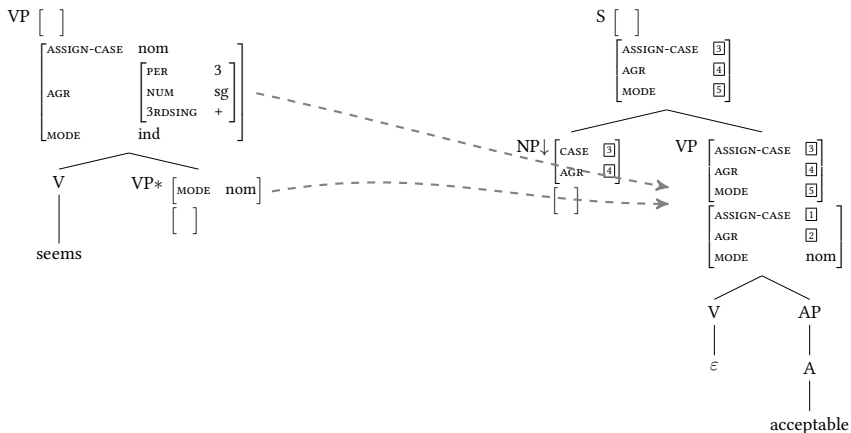 VP [ ]
[ASSIGN-CASE nom
AGR [PER 3
NUM sg
3RDSING +]
MODE ind]
V
VP* [MODE nom]
[ ]
seems
S [ ]
[ASSIGN-CASE 3
AGR 4
MODE 5]
NP↓ [CASE 3
AGR 4]
[ ]
VP [ASSIGN-CASE 3
AGR 4
MODE 5]
[ASSIGN-CASE 1
AGR 2
MODE nom]
V
AP
ε
A
acceptable